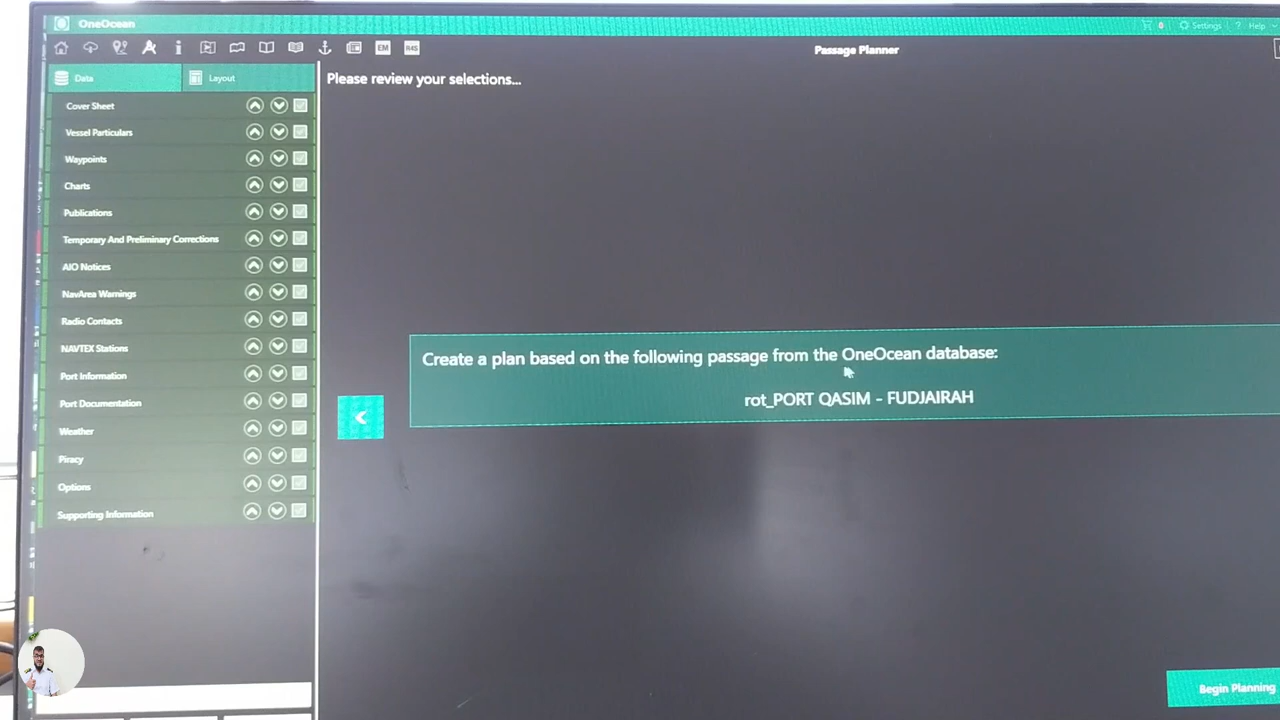 OneOcean
Settings
? Help
EM
R4S
Passage Planner
Data
Layout
Please review your selections...
Cover Sheet
Vessel Particulars
Waypoints
Charts
Publications
Temporary And Preliminary Corrections
AIO Notices
NavArea Warnings
Radio Contacts
NAVTEX Stations
Port Information
Port Documentation
Weather
Piracy
Options
Supporting Information
Create a plan based on the following passage from the OneOcean database:
rot_PORT QASIM - FUDJAIRAH
Begin Planning